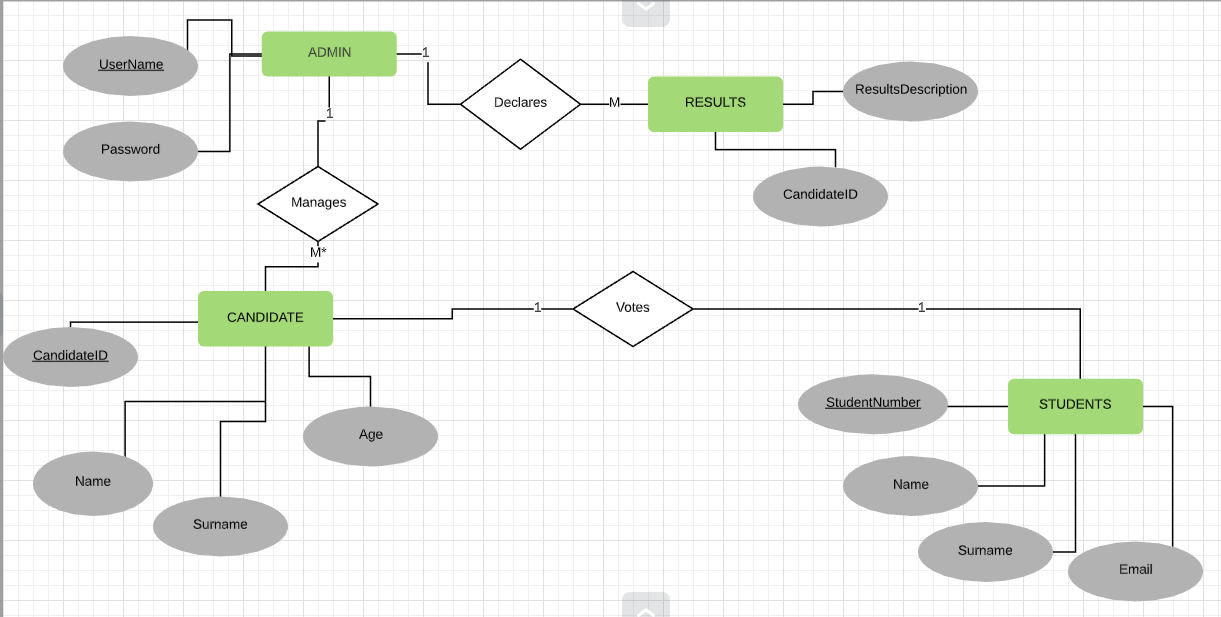 UserName
ADMIN
1
Declares
M
RESULTS
ResultsDescription
Password
1
CandidateID
Manages
M*
CANDIDATE
1
Votes
1
CandidateID
Age
StudentNumber
STUDENTS
Name
Surname
Name
Surname
Email